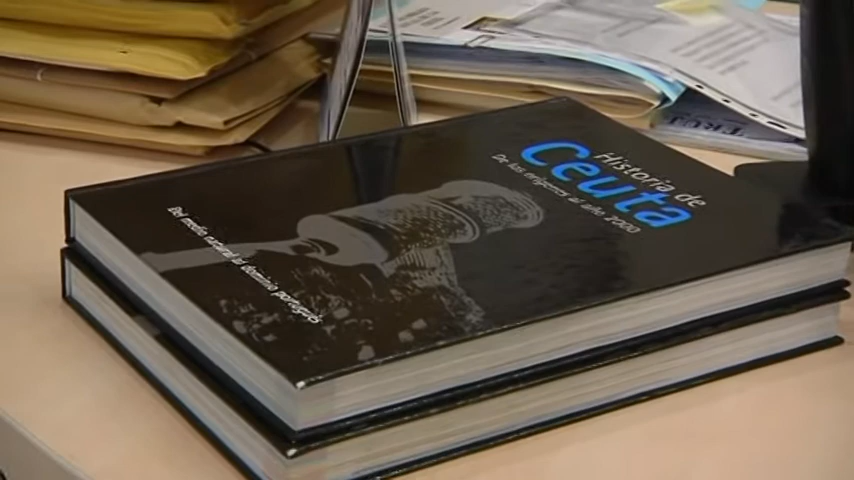 Historia de
Ceuta
De los orígenes al año 2000
Del medio natural al dominio portugués